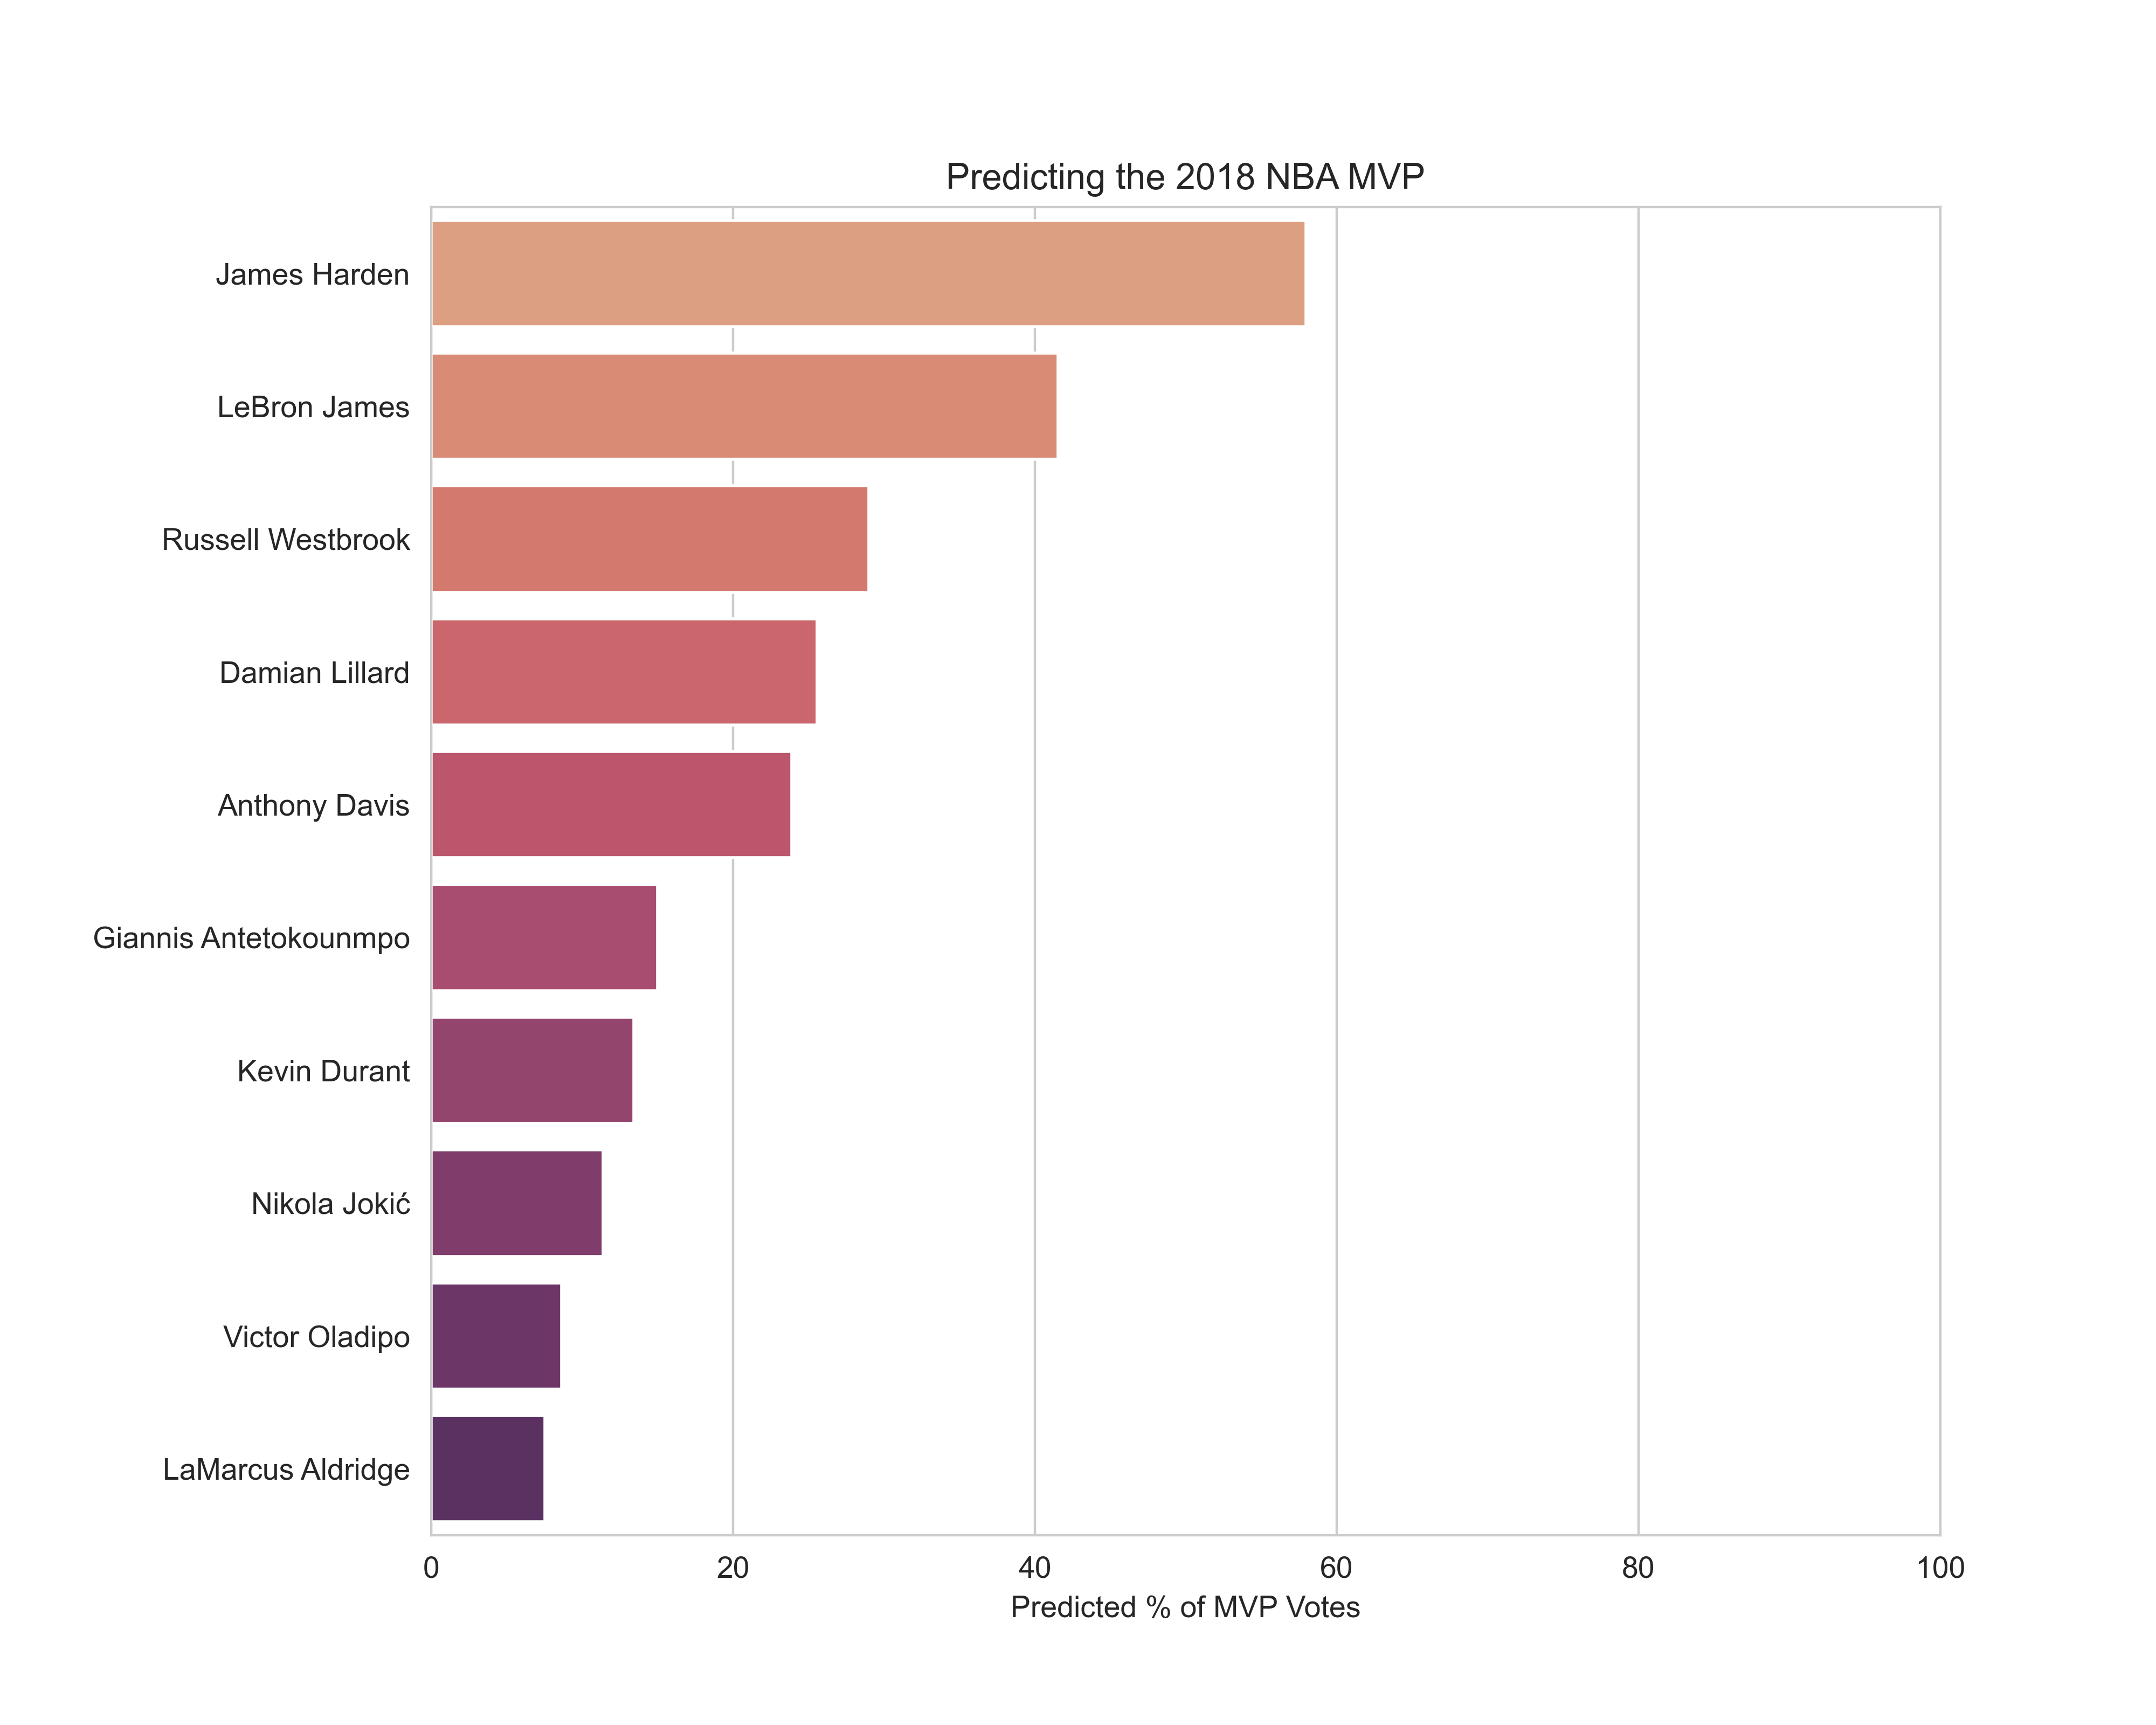 Predicting the 2018 NBA MVP
James Harden
LeBron James
Russell Westbrook
Damian Lillard
Anthony Davis
Giannis Antetokounmpo
Kevin Durant
Nikola Jokić
Victor Oladipo
LaMarcus Aldridge
0 20 40 60 80 100
Predicted % of MVP Votes